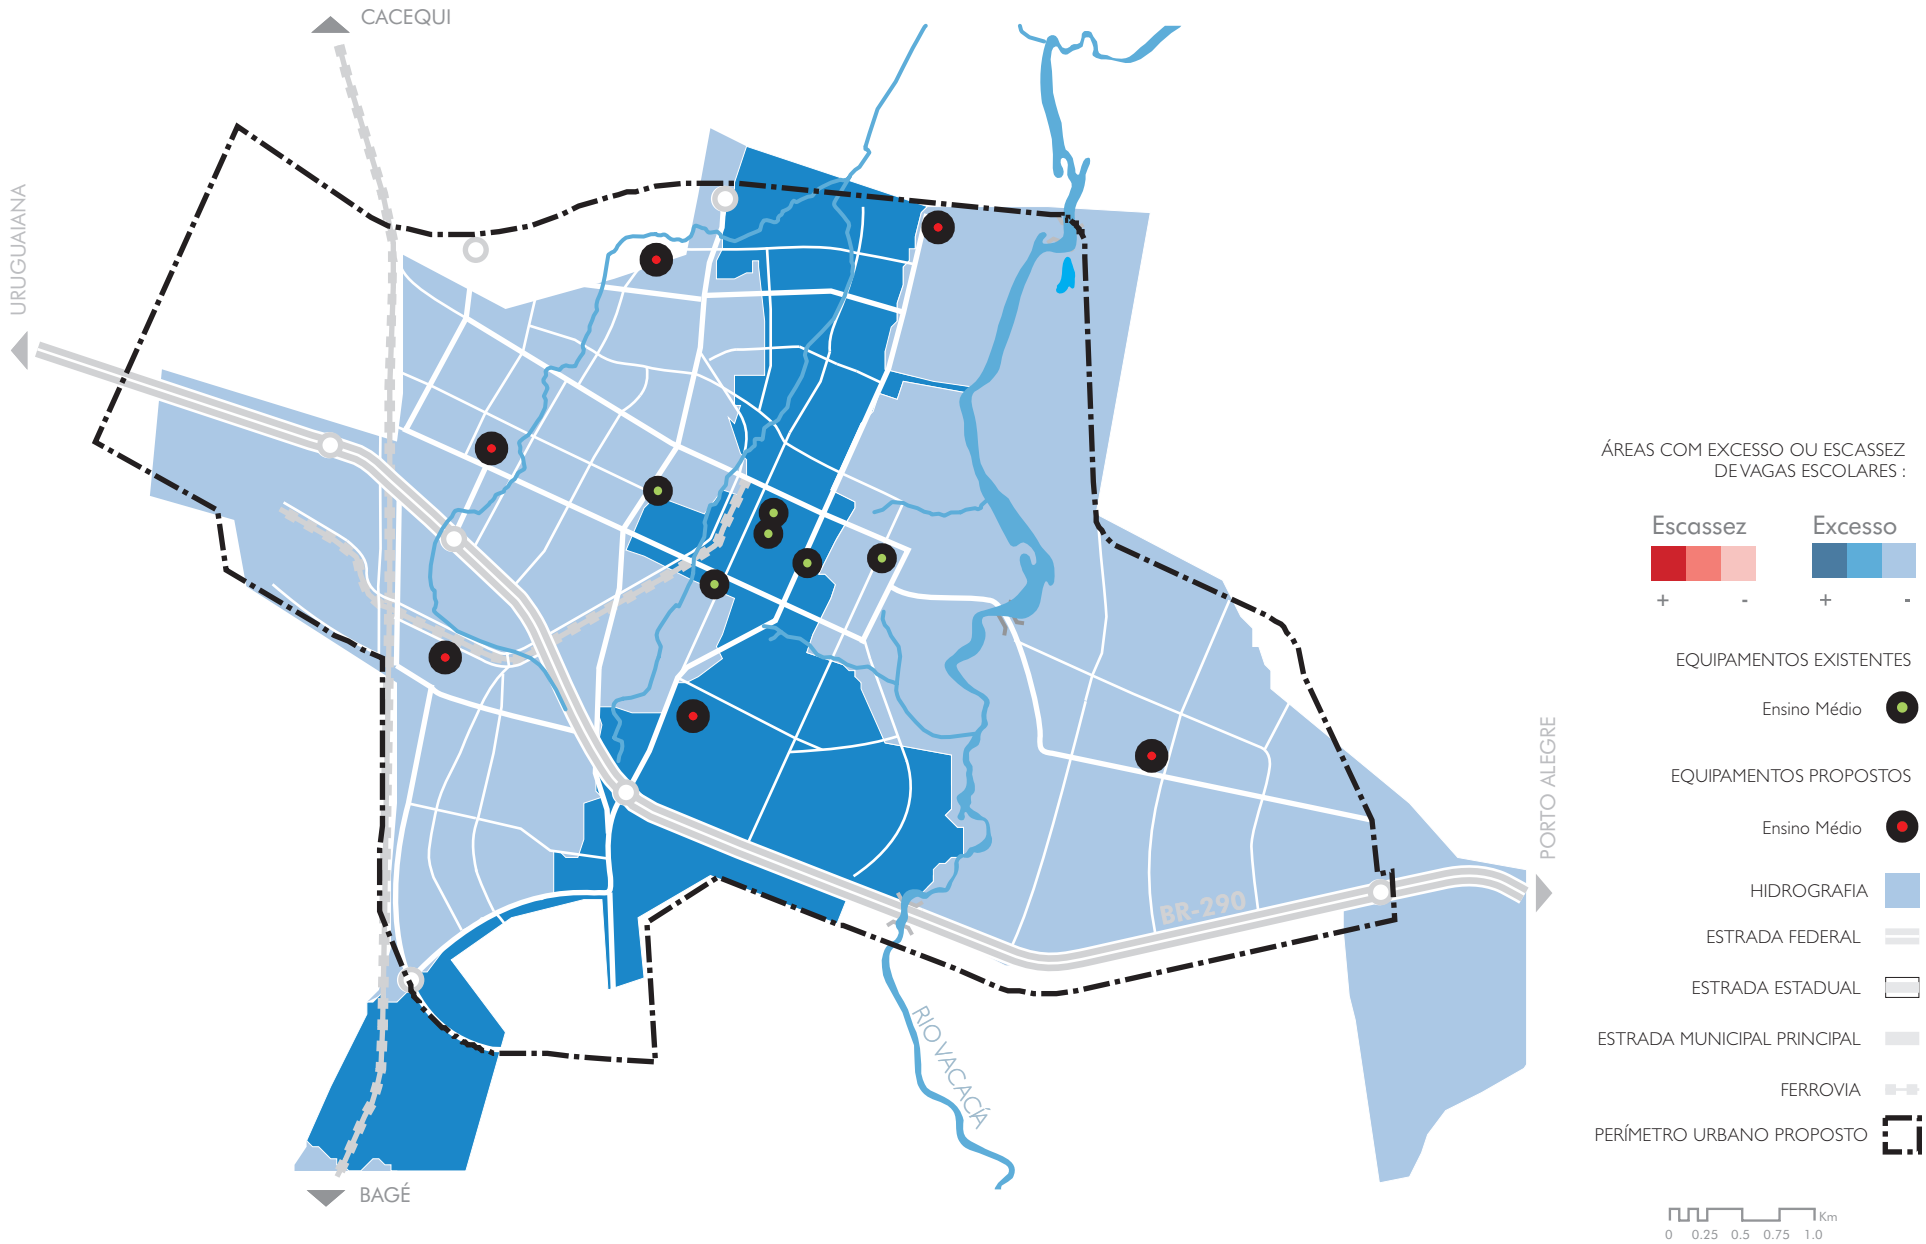 CACEQUI
URUGUAIANA
ÁREAS COM EXCESSO OU ESCASSEZ
DE VAGAS ESCOLARES :
Escassez
Excesso
+ -
+ -
EQUIPAMENTOS EXISTENTES
Ensino Médio
EQUIPAMENTOS PROPOSTOS
Ensino Médio
PORTO ALEGRE
HIDROGRAFIA
BR-290
ESTRADA FEDERAL
ESTRADA ESTADUAL
RIO VACACÍA
ESTRADA MUNICIPAL PRINCIPAL
FERROVIA
PERÍMETRO URBANO PROPOSTO
BAGÉ
Km
0 0.25 0.5 0.75 1.0